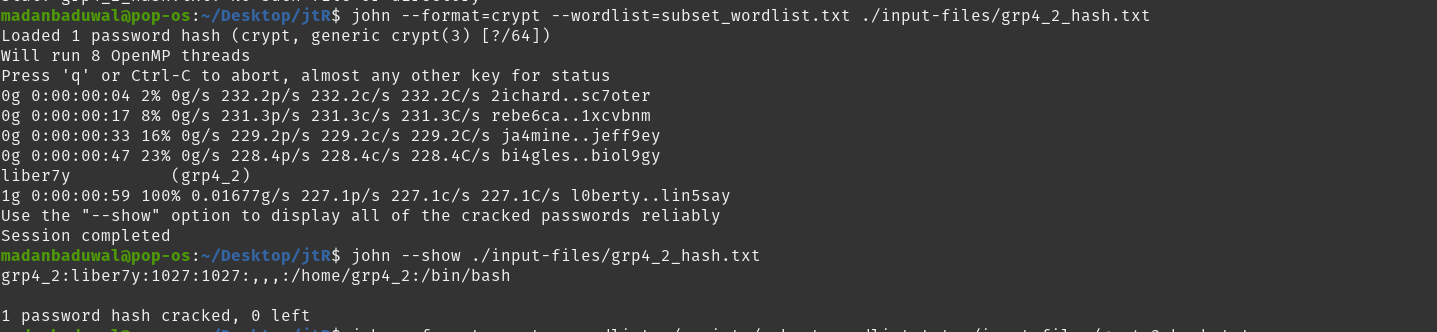 madanbaduwal@pop-os:~/Desktop/jtR$ john --format=crypt --wordlist=subset_wordlist.txt ./input-files/grp4_2_hash.txt
Loaded 1 password hash (crypt, generic crypt(3) [?/64])
Will run 8 OpenMP threads
Press 'q' or Ctrl-C to abort, almost any other key for status
0g 0:00:00:04 2% 0g/s 232.2p/s 232.2c/s 232.2C/s 2ichard..sc7oter
0g 0:00:00:17 8% 0g/s 231.3p/s 231.3c/s 231.3C/s rebe6ca..1xcvbnm
0g 0:00:00:33 16% 0g/s 229.2p/s 229.2c/s 229.2C/s ja4mine..jeff9ey
0g 0:00:00:47 23% 0g/s 228.4p/s 228.4c/s 228.4C/s bi4gles..biol9gy
liber7y          (grp4_2)
1g 0:00:00:59 100% 0.01677g/s 227.1p/s 227.1c/s 227.1C/s l0berty..lin5say
Use the "--show" option to display all of the cracked passwords reliably
Session completed
madanbaduwal@pop-os:~/Desktop/jtR$ john --show ./input-files/grp4_2_hash.txt
grp4_2:liber7y:1027:1027:,,,:/home/grp4_2:/bin/bash
1 password hash cracked, 0 left